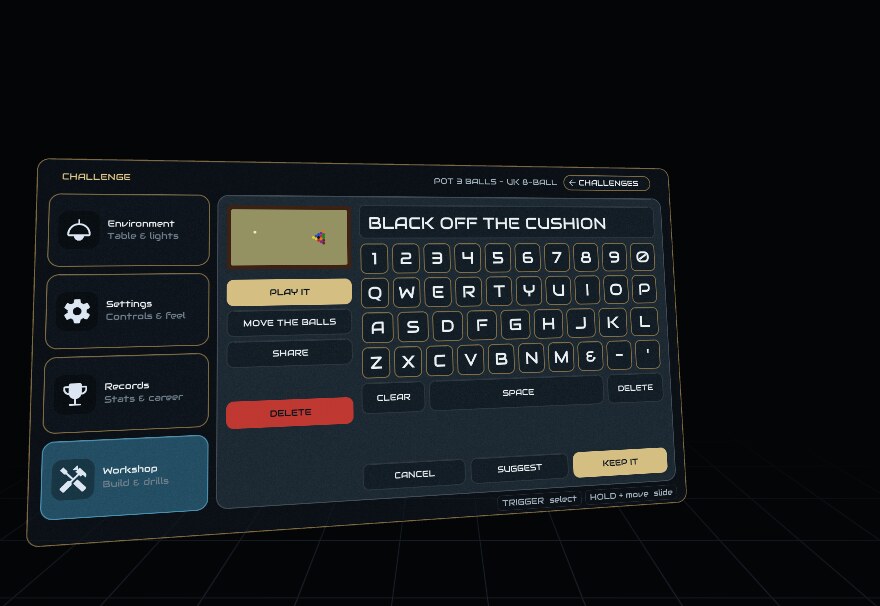 CHALLENGE
POT 3 BALLS - UK 8-BALL
← CHALLENGES
Environment
Table & lights
Settings
Controls & feel
Records
Stats & career
Workshop
Build & drills
PLAY IT
MOVE THE BALLS
SHARE
DELETE
BLACK OFF THE CUSHION
1 2 3 4 5 6 7 8 9 0
Q W E R T Y U I O P
A S D F G H J K L
Z X C V B N M & - '
CLEAR SPACE DELETE
CANCEL SUGGEST KEEP IT
TRIGGER select HOLD + move slide